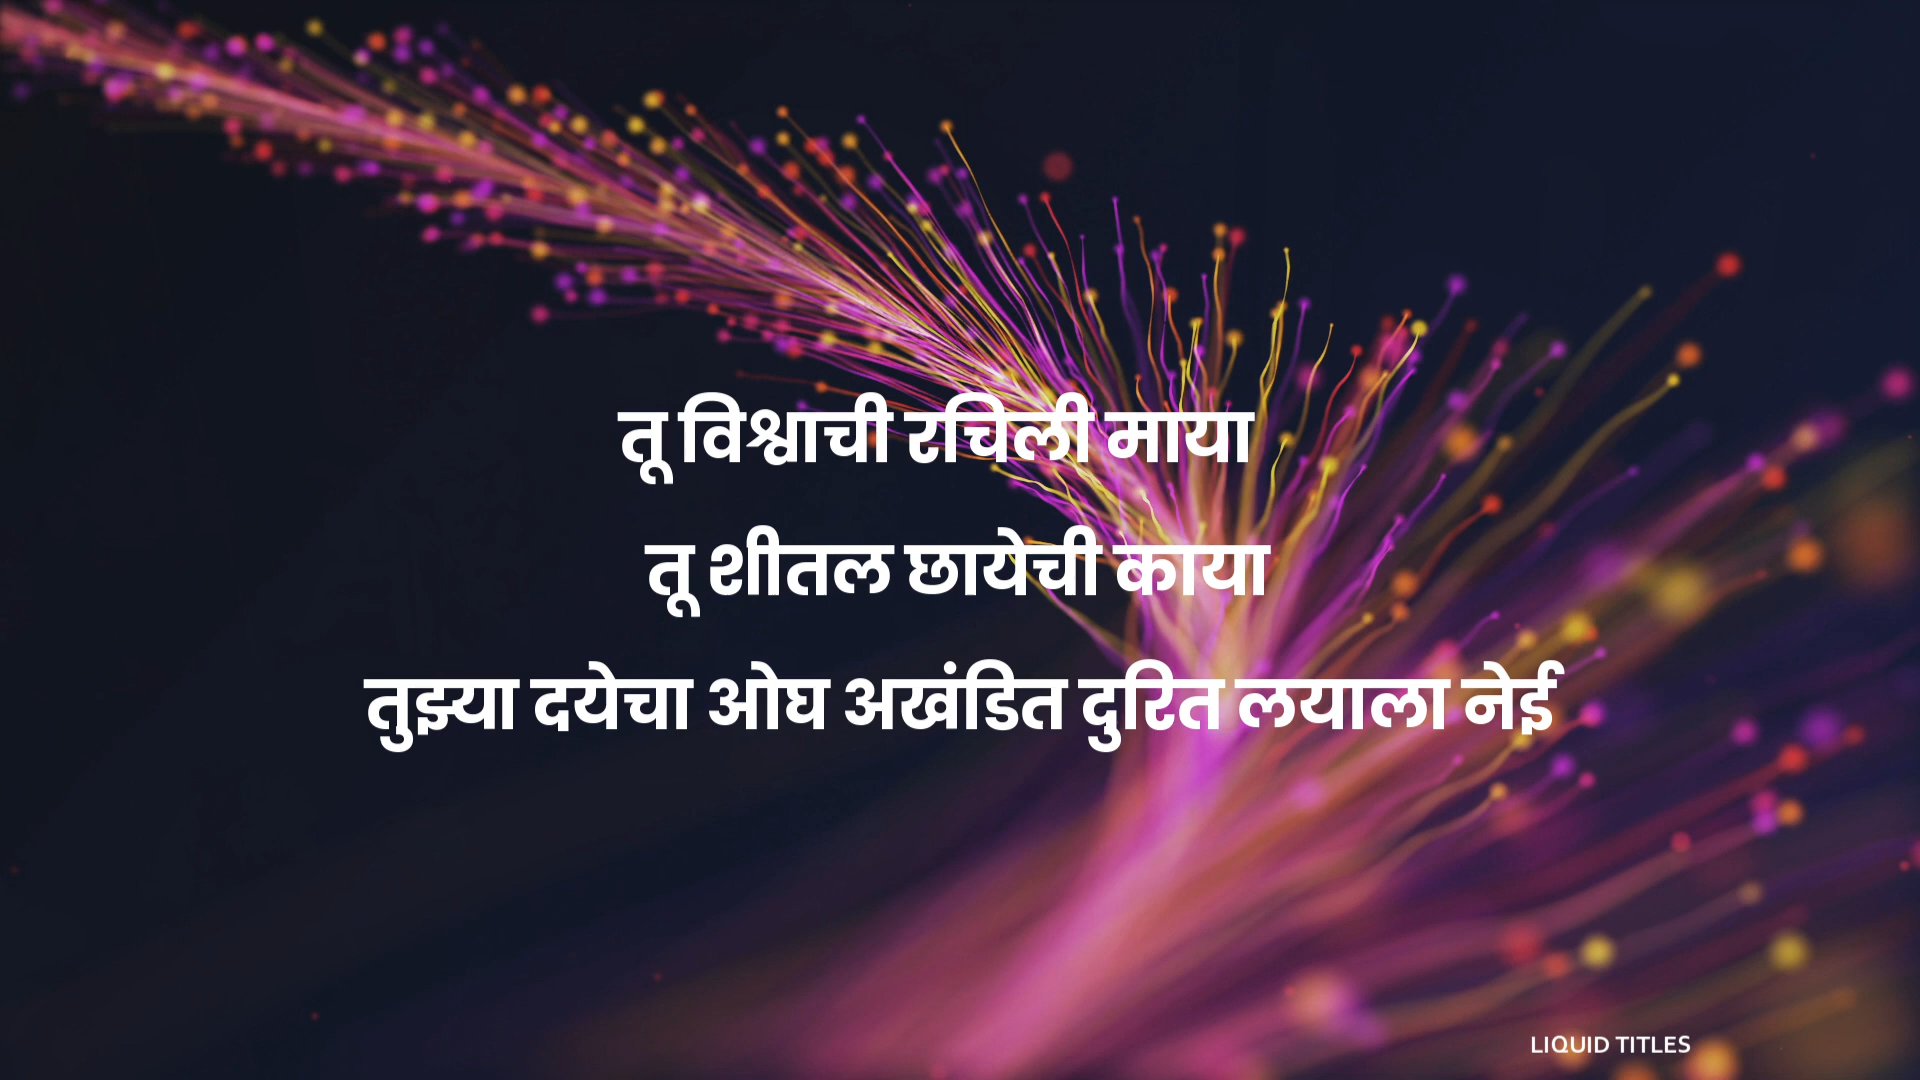 तू विश्वाची रचिली माया
तू शीतल छायेची काया
तुझ्या दयेचा ओघ अखंडित दुरित लयाला नेई
LIQUID TITLES